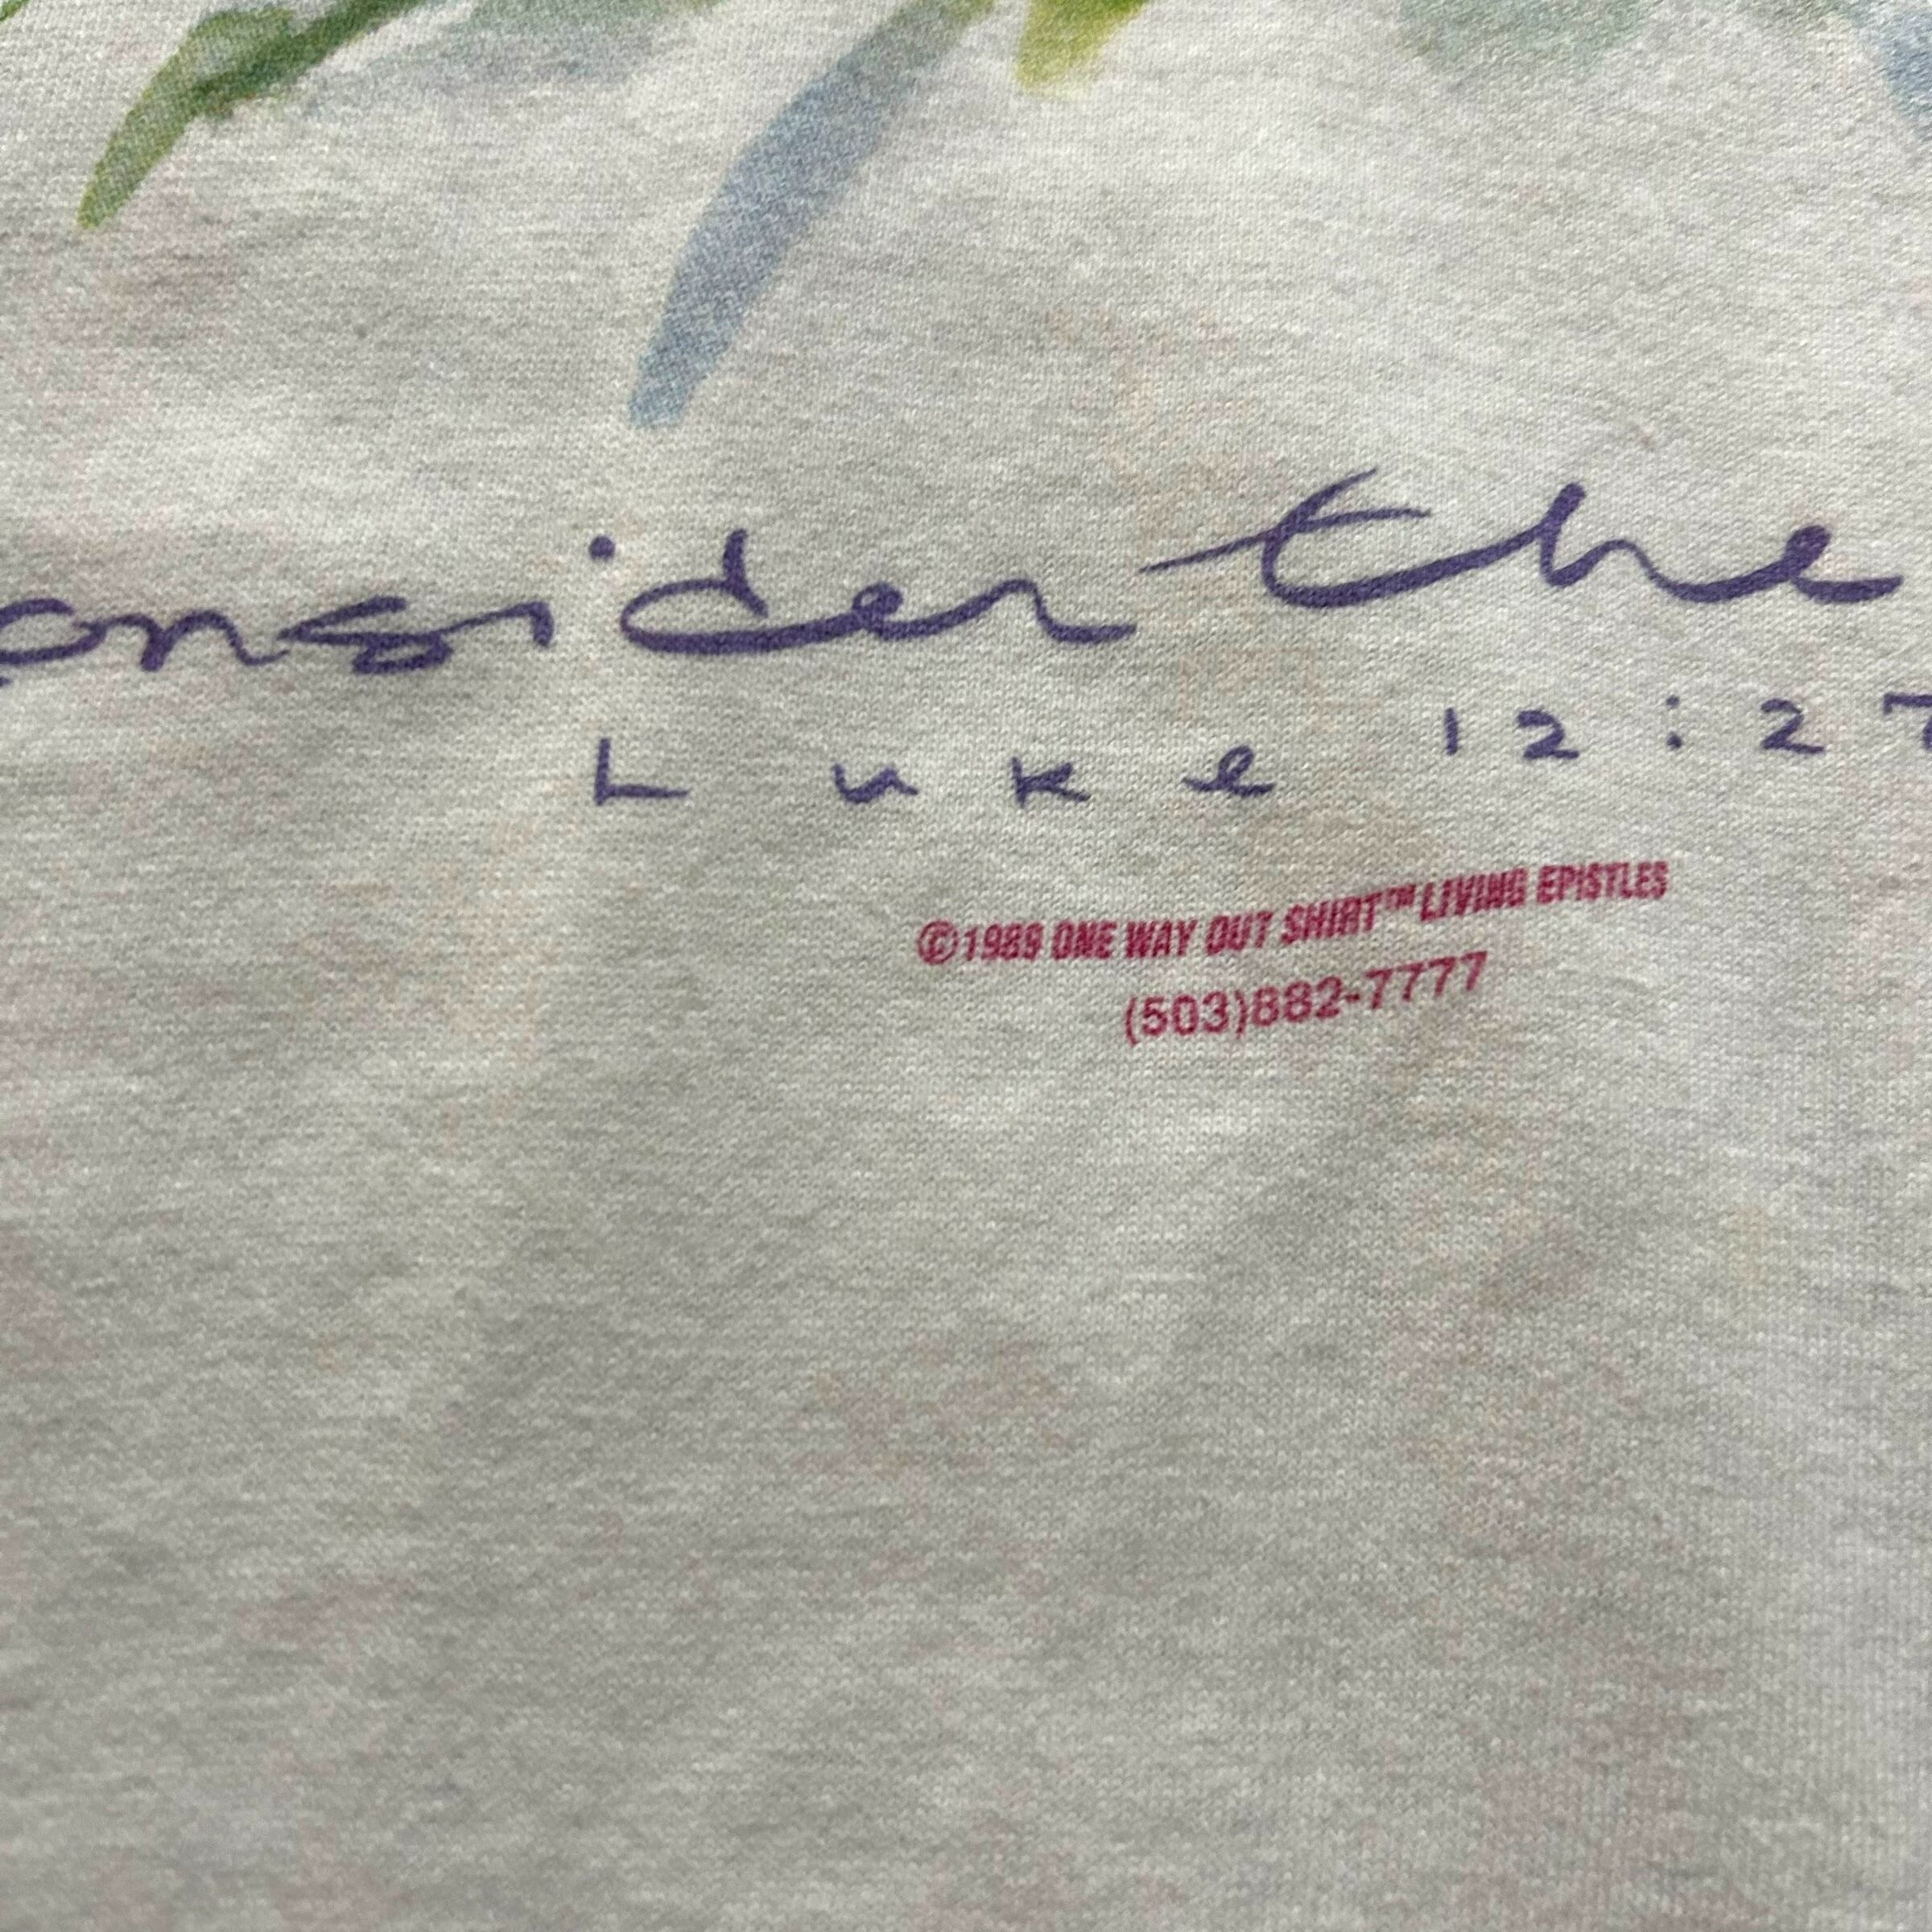 onsider the
Luke 12:27
©1989 ONE WAY OUT SHIRT™ LIVING EPISTLES
(503)882-7777